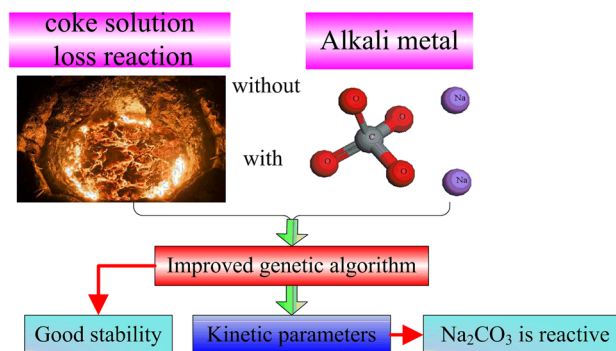 coke solution
loss reaction
Alkali metal
without
with
O
O
C
O
O
Na
Na
Improved genetic algorithm
Good stability
Kinetic parameters
Na₂CO₃ is reactive